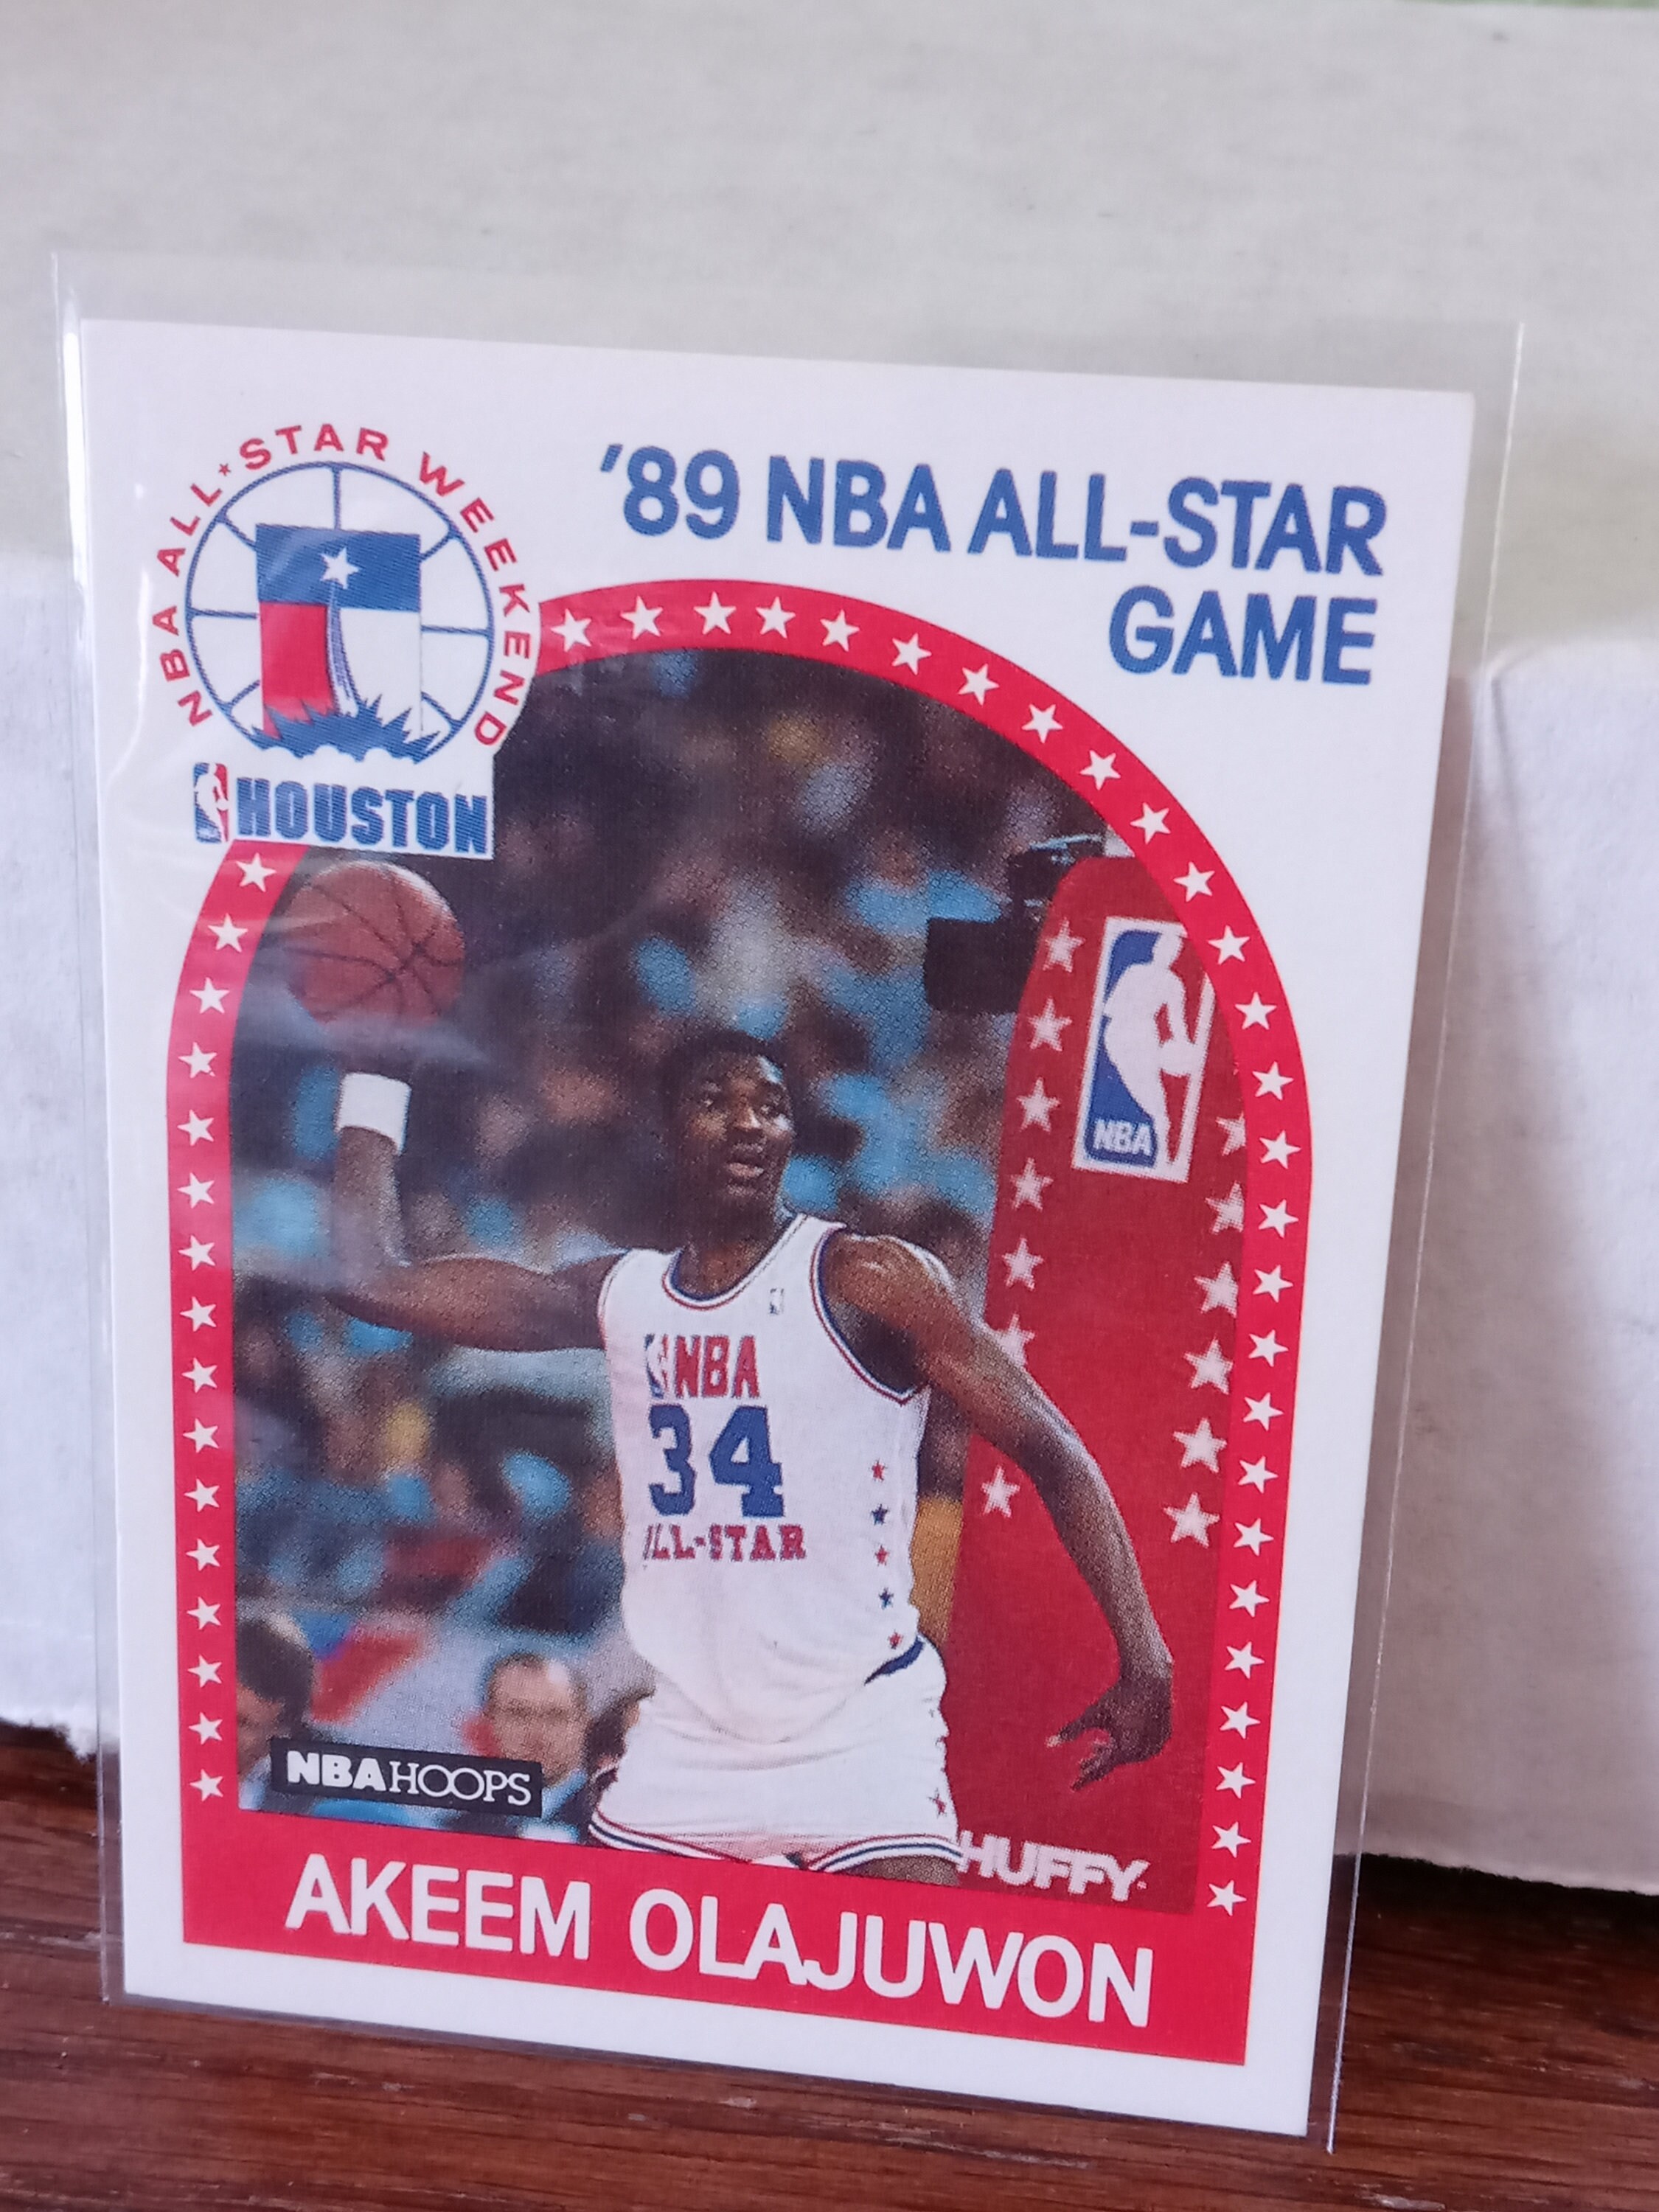 NBA ALL★STAR WEEKEND
'89 NBA ALL-STAR
GAME
HOUSTON
NBA
NBA
34
ALL-STAR
NBA HOOPS
HUFFY
AKEEM OLAJUWON